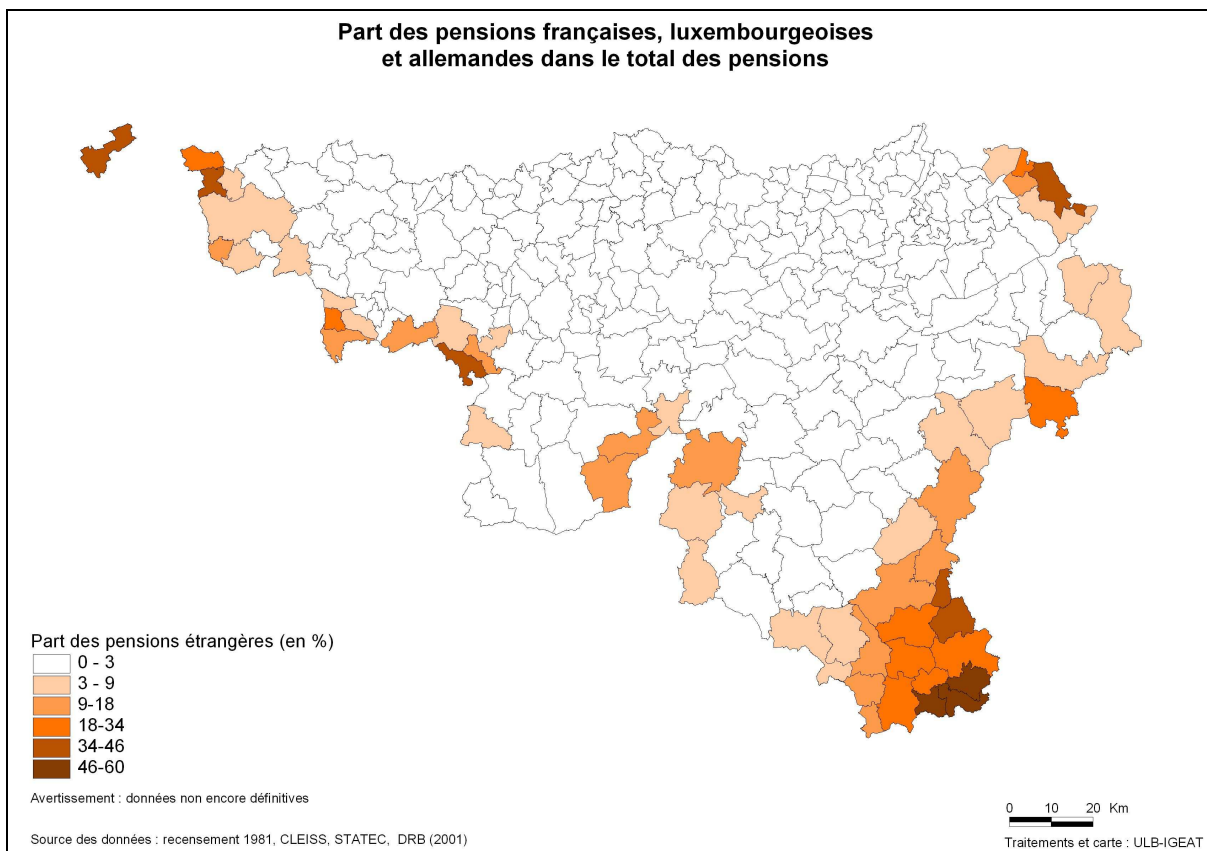 Part des pensions françaises, luxembourgeoises
et allemandes dans le total des pensions
Part des pensions étrangères (en %)
0 - 3
3 - 9
9-18
18-34
34-46
46-60
Avertissement : données non encore définitives
Source des données : recensement 1981, CLEISS, STATEC, DRB (2001)
0 10 20 Km
Traitements et carte : ULB-IGEAT